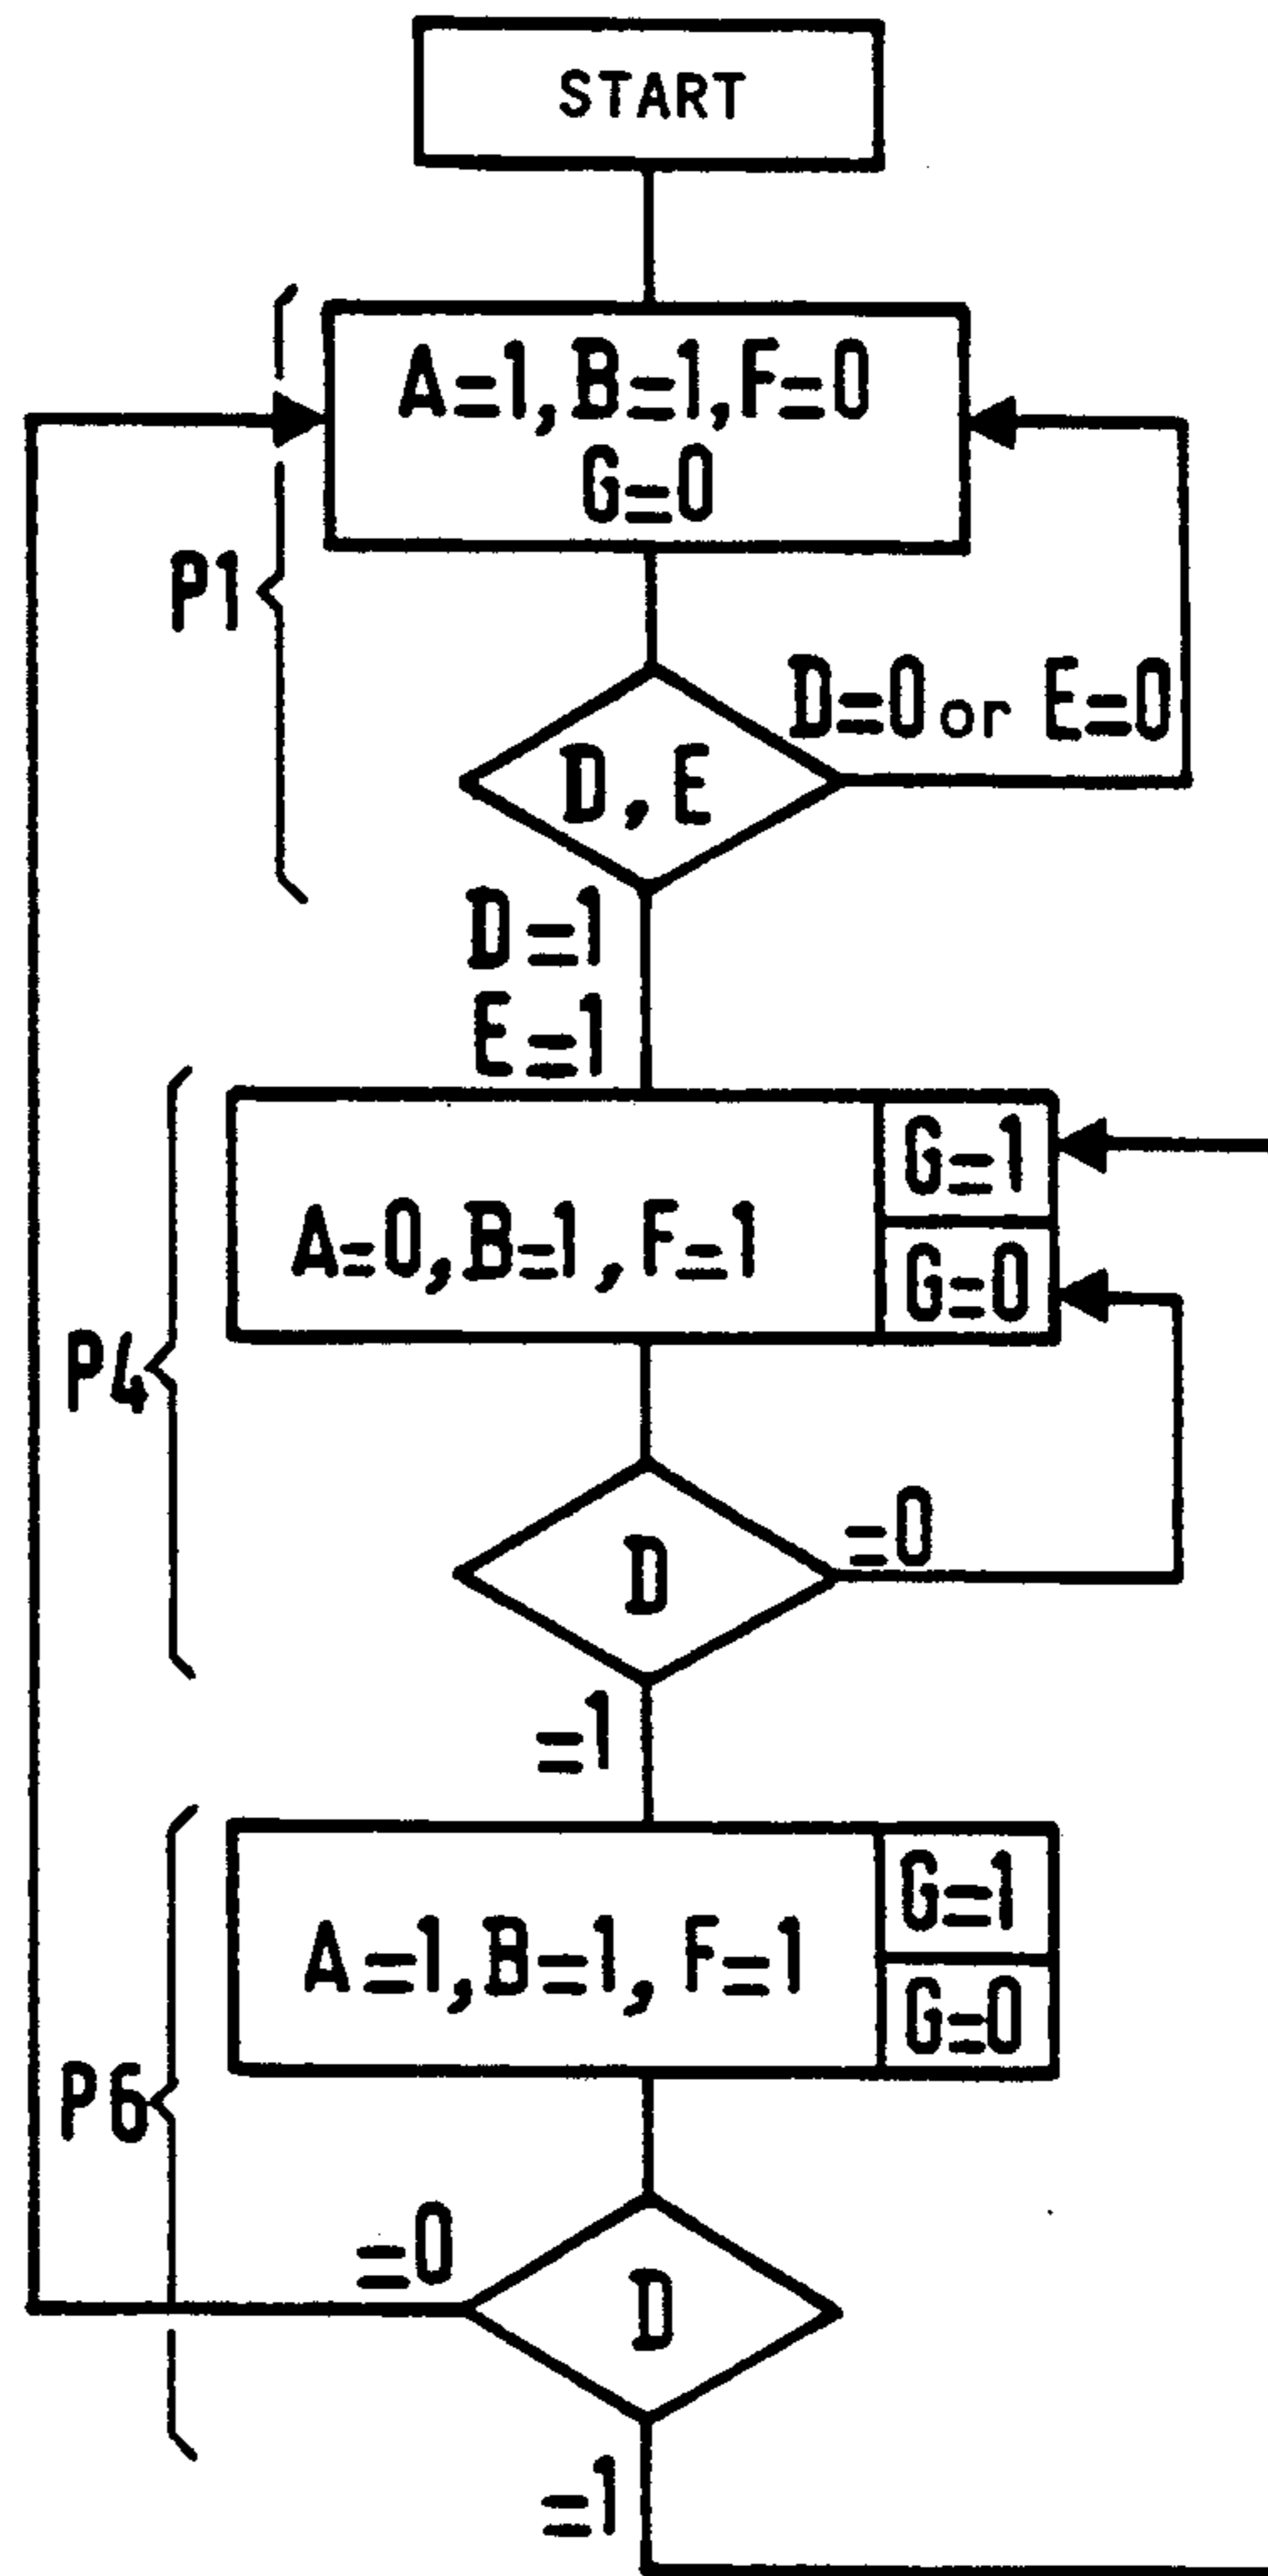 START
A=1,B=1,F=0
G=0
P1
D=0 or E=0
D,E
D=1
E=1
G=1
A=0,B=1,F=1
G=0
P4
=0
D
=1
G=1
A=1,B=1,F=1
G=0
P6
=0
D
=1